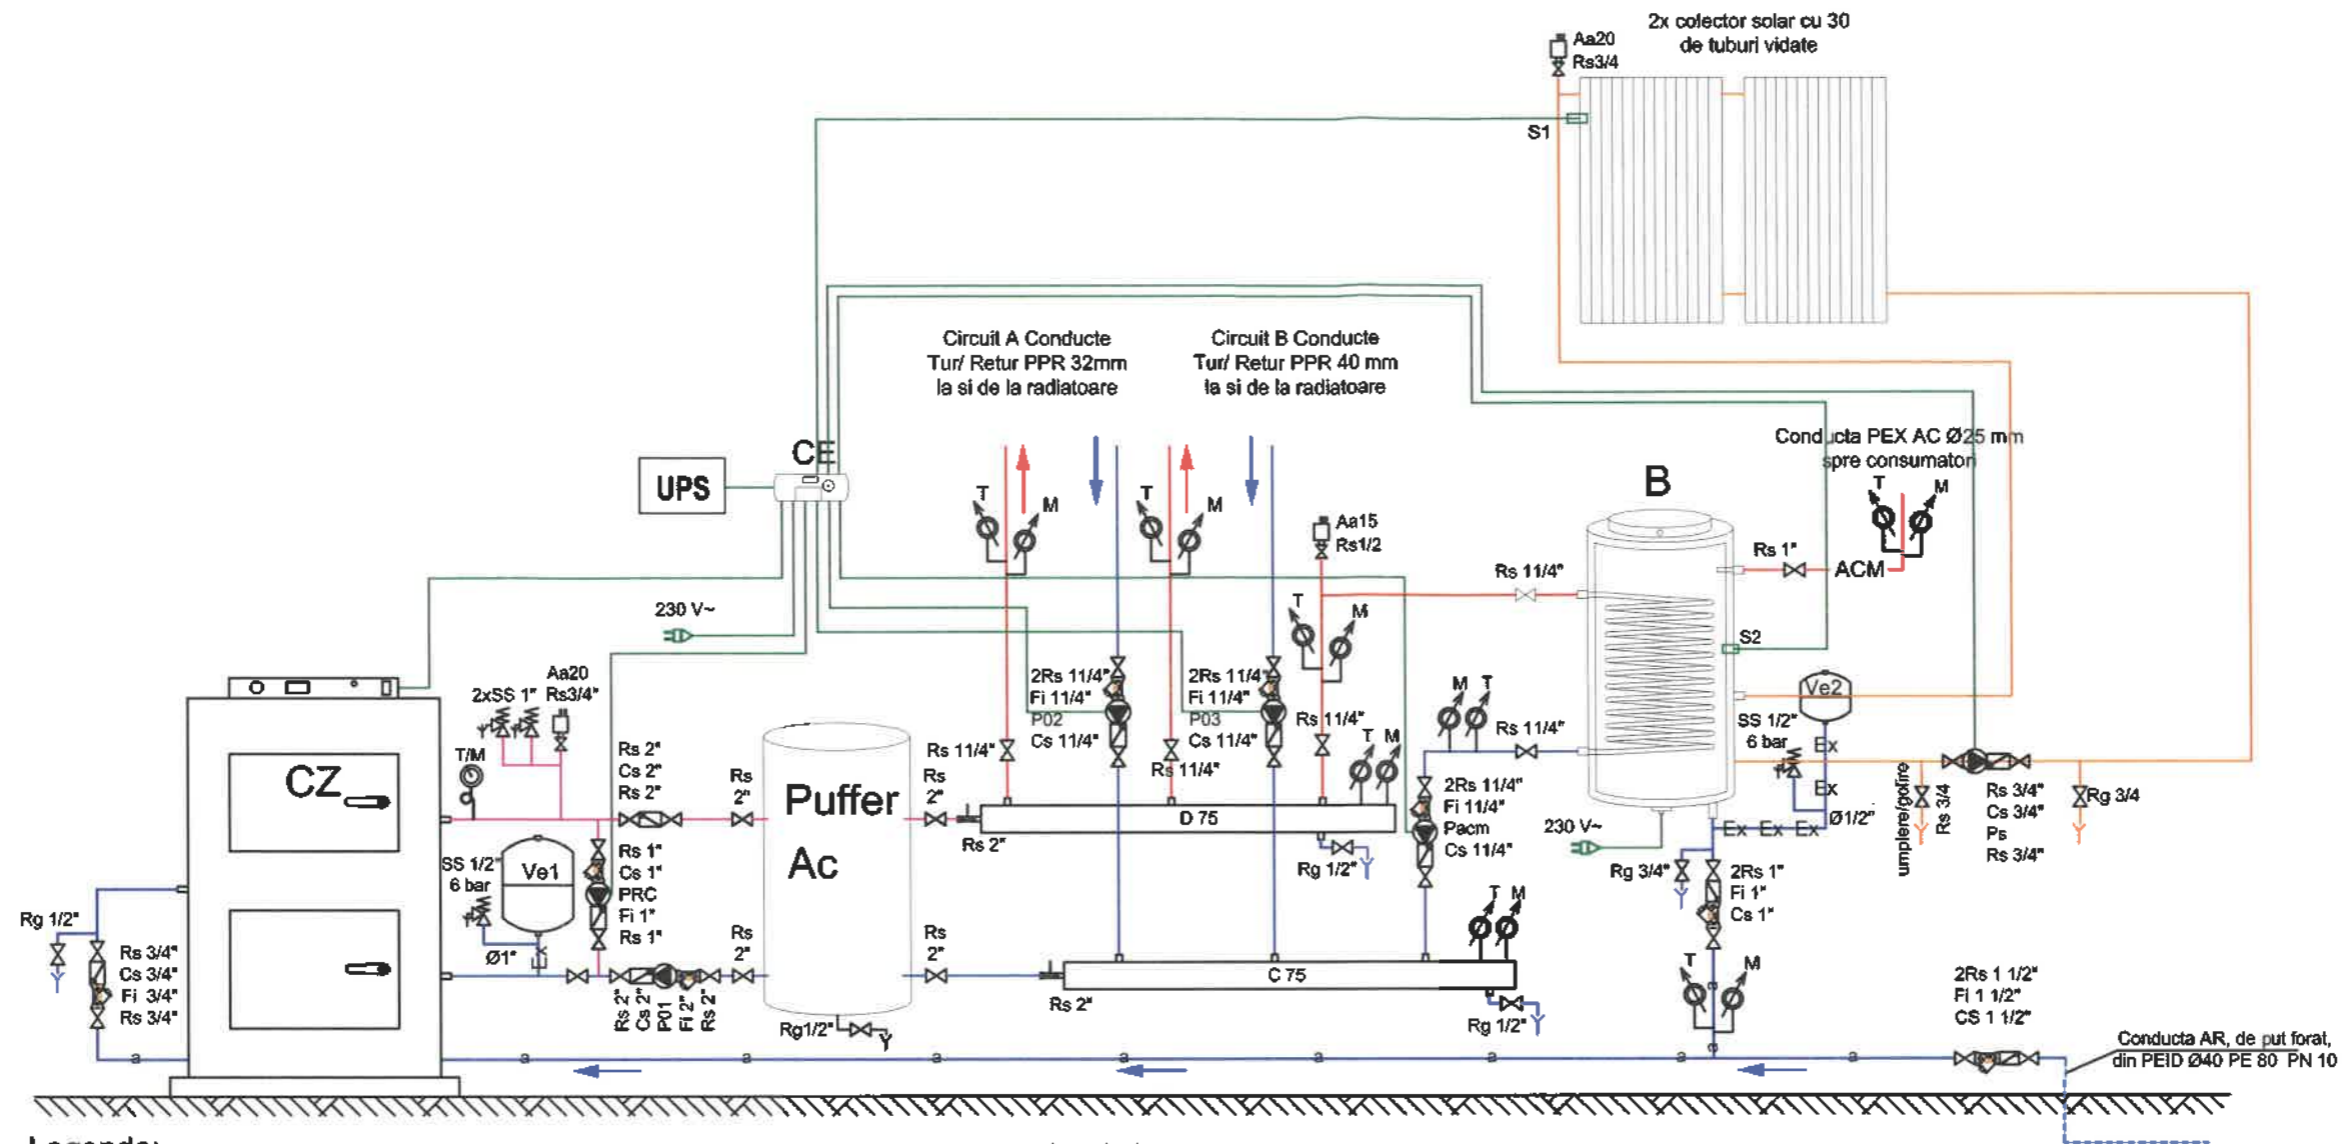 2x colector solar cu 30
de tuburi vidate
Aa20
Rs3/4
S1
Circuit A Conducte
Tur/ Retur PPR 32mm
la si de la radiatoare
Circuit B Conducte
Tur/ Retur PPR 40 mm
la si de la radiatoare
CE
UPS
Conducta PEX AC Ø25 mm
spre consumatori
B
T
M
T
M
T
M
Aa15
Rs1/2
Rs 11/4"
Rs 1"
ACM
230 V~
T
M
S2
Aa20
2xSS 1"
Rs3/4"
2Rs 11/4"
Fi 11/4"
P02
Cs 11/4"
2Rs 11/4"
Fi 11/4"
P03
Cs 11/4"
Rs 11/4"
M
T
Rs 11/4"
Ve2
SS 1/2"
6 bar
Ex
Ex
Ø1/2"
Ex
Ex
Ex
T/M
CZ
Rs 2"
Cs 2"
Rs 2"
Rs
2"
Puffer
Ac
Rs
2"
Rs 11/4"
Rs 11/4"
T
M
D 75
Rs 2"
Rg 1/2"
2Rs 11/4"
Fi 11/4"
Pacm
Cs 11/4"
230 V~
Rg 3/4"
2Rs 1"
Fi 1"
Cs 1"
umplere/golire
Rs 3/4
Rs 3/4"
Cs 3/4"
Ps
Rs 3/4"
Rg 3/4
SS 1/2"
6 bar
Ve1
Ø1"
Ex
Rs 1"
Cs 1"
PRC
Fi 1"
Rs 1"
Rs
2"
Rs
2"
T
M
C 75
Rs 2"
Rg 1/2"
Rg 1/2"
Rs 3/4"
Cs 3/4"
Fi 3/4"
Rs 3/4"
Rs 2"
Cs 2"
P01
Fi 2"
Rs 2"
Rg1/2"
T
M
a
a
2Rs 1 1/2"
Fi 1 1/2"
CS 1 1/2"
Conducta AR, de put forat,
din PEID Ø40 PE 80 PN 10
a
a
a
a
a
a
a
a
a
Legenda: